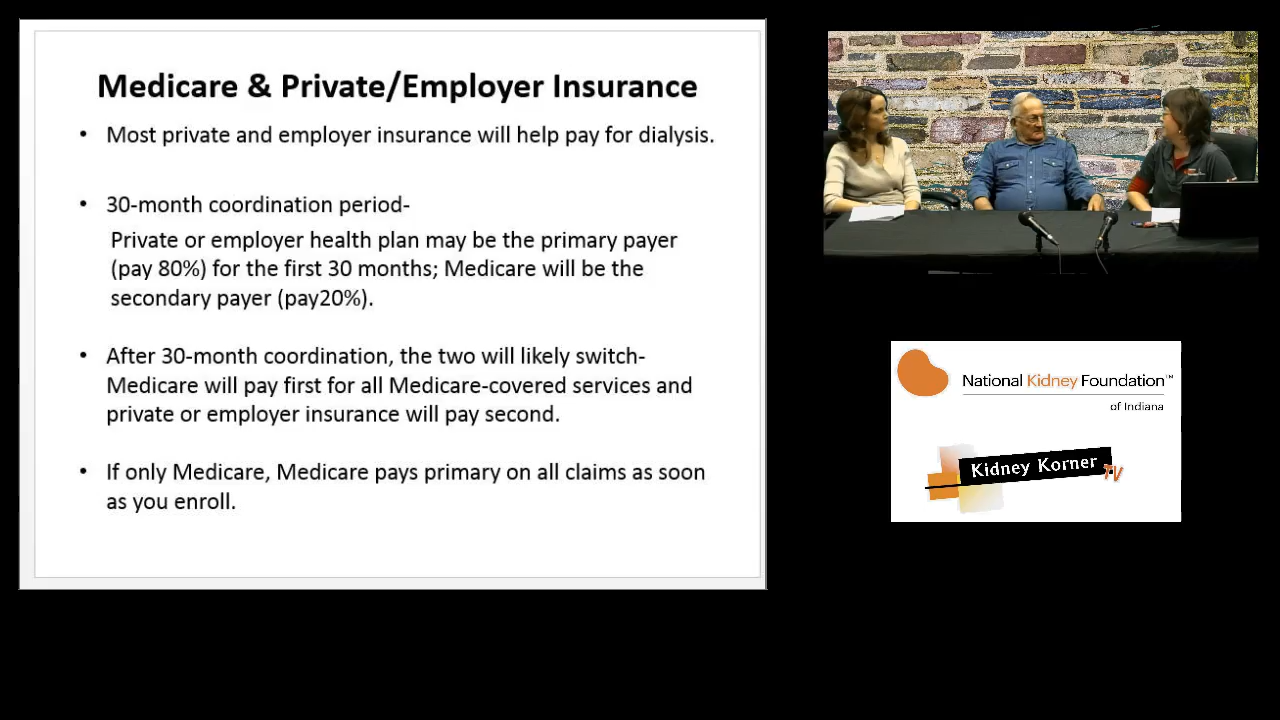 Medicare & Private/Employer Insurance
• Most private and employer insurance will help pay for dialysis.
• 30-month coordination period-
Private or employer health plan may be the primary payer
(pay 80%) for the first 30 months; Medicare will be the
secondary payer (pay20%).
• After 30-month coordination, the two will likely switch-
Medicare will pay first for all Medicare-covered services and
private or employer insurance will pay second.
• If only Medicare, Medicare pays primary on all claims as soon
as you enroll.
National Kidney Foundation™
of Indiana
Kidney Korner TV